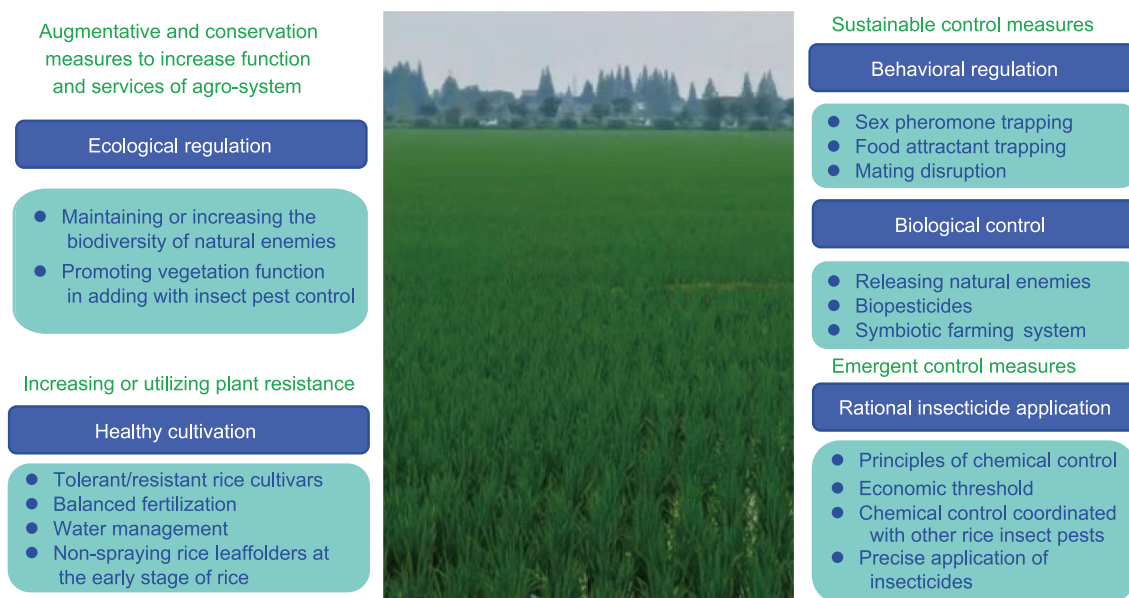 Augmentative and conservation
measures to increase function
and services of agro-system
Ecological regulation
● Maintaining or increasing the
biodiversity of natural enemies
● Promoting vegetation function
in adding with insect pest control
Increasing or utilizing plant resistance
Healthy cultivation
● Tolerant/resistant rice cultivars
● Balanced fertilization
● Water management
● Non-spraying rice leaffolders at
the early stage of rice
Sustainable control measures
Behavioral regulation
● Sex pheromone trapping
● Food attractant trapping
● Mating disruption
Biological control
● Releasing natural enemies
● Biopesticides
● Symbiotic farming system
Emergent control measures
Rational insecticide application
● Principles of chemical control
● Economic threshold
● Chemical control coordinated
with other rice insect pests
● Precise application of
insecticides